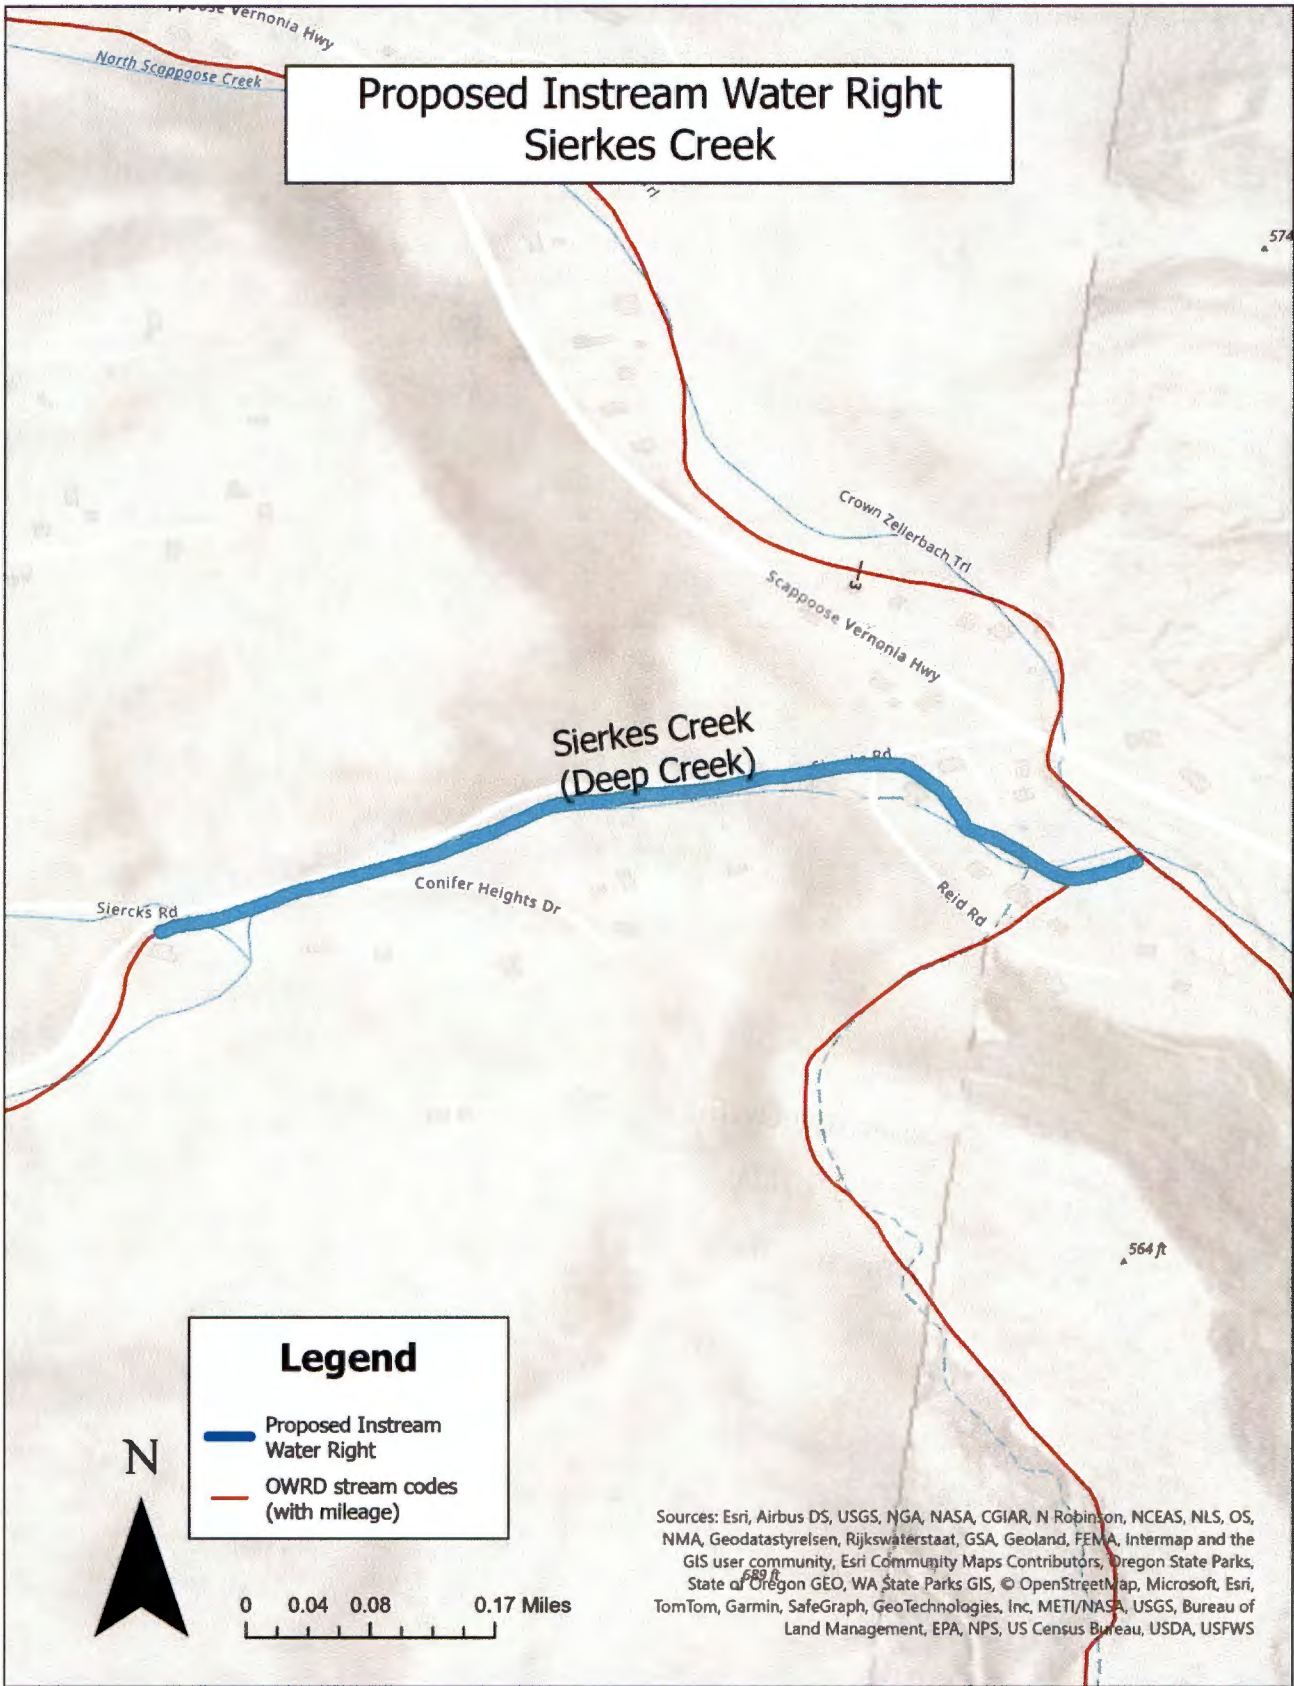 Vernonia Hwy
North Scappoose Creek
Proposed Instream Water Right
Sierkes Creek
Trl
574
Crown Zellerbach Trl
3
Scappoose Vernonia Hwy
Sierkes Creek
(Deep Creek)
Rd
Conifer Heights Dr
Siercks Rd
Reid Rd
564 ft
Legend
Proposed Instream
Water Right
OWRD stream codes
(with mileage)
N
0 0.04 0.08 0.17 Miles
689 ft
Sources: Esri, Airbus DS, USGS, NGA, NASA, CGIAR, N Robinson, NCEAS, NLS, OS,
NMA, Geodatastyrelsen, Rijkswaterstaat, GSA, Geoland, FEMA, Intermap and the
GIS user community, Esri Community Maps Contributors, Oregon State Parks,
State of Oregon GEO, WA State Parks GIS, © OpenStreetMap, Microsoft, Esri,
TomTom, Garmin, SafeGraph, GeoTechnologies, Inc, METI/NASA, USGS, Bureau of
Land Management, EPA, NPS, US Census Bureau, USDA, USFWS